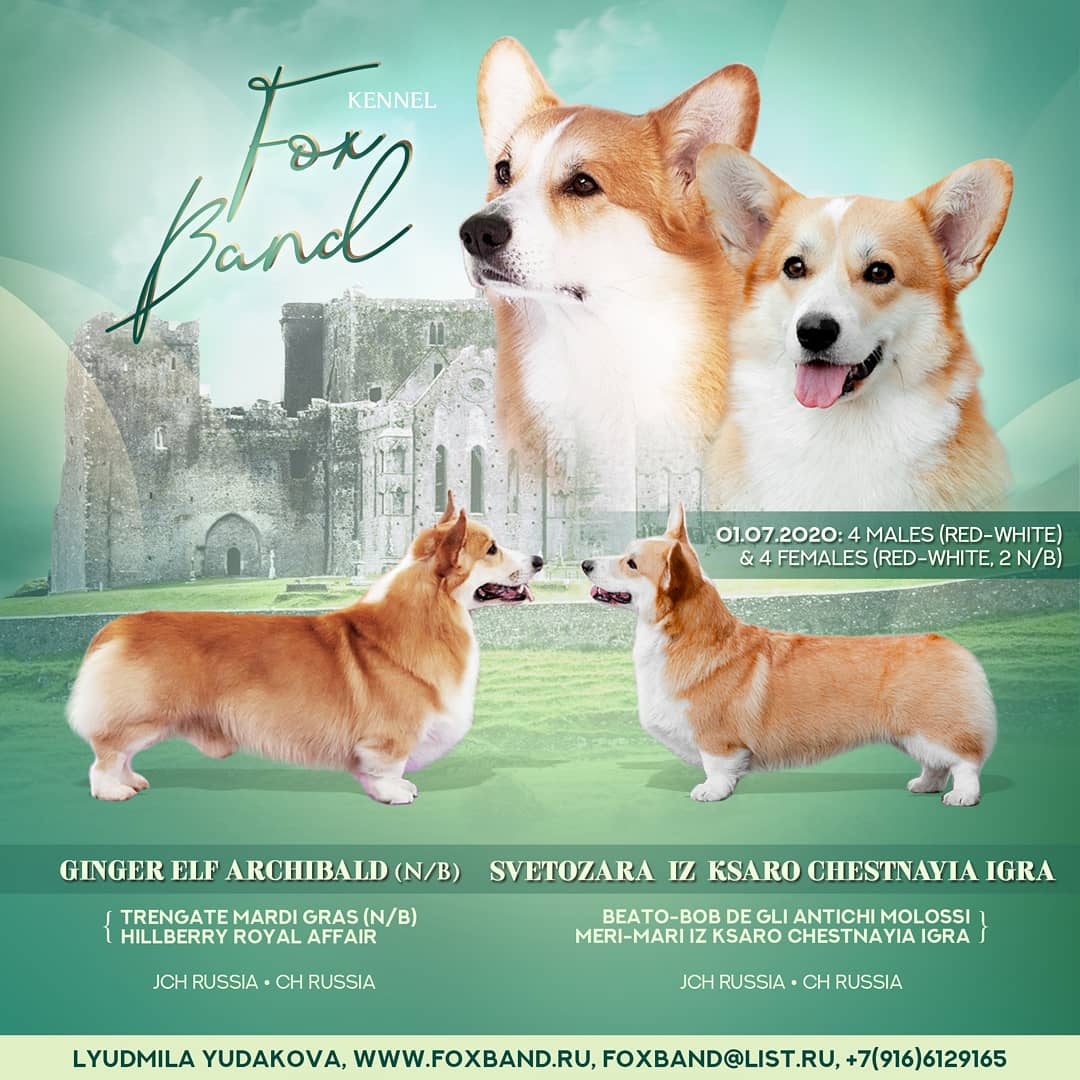 KENNEL
Fox
Band
01.07.2020: 4 MALES (RED-WHITE)
& 4 FEMALES (RED-WHITE, 2 N/B)
GINGER ELF ARCHIBALD (N/B)
TRENGATE MARDI GRAS (N/B)
HILLBERRY ROYAL AFFAIR
JCH RUSSIA • CH RUSSIA
SVETOZARA IZ KSARO CHESTNAYIA IGRA
BEATO-BOB DE GLI ANTICHI MOLOSSI
MERI-MARI IZ KSARO CHESTNAYIA IGRA
JCH RUSSIA • CH RUSSIA
LYUDMILA YUDAKOVA, WWW.FOXBAND.RU, FOXBAND@LIST.RU, +7(916)6129165